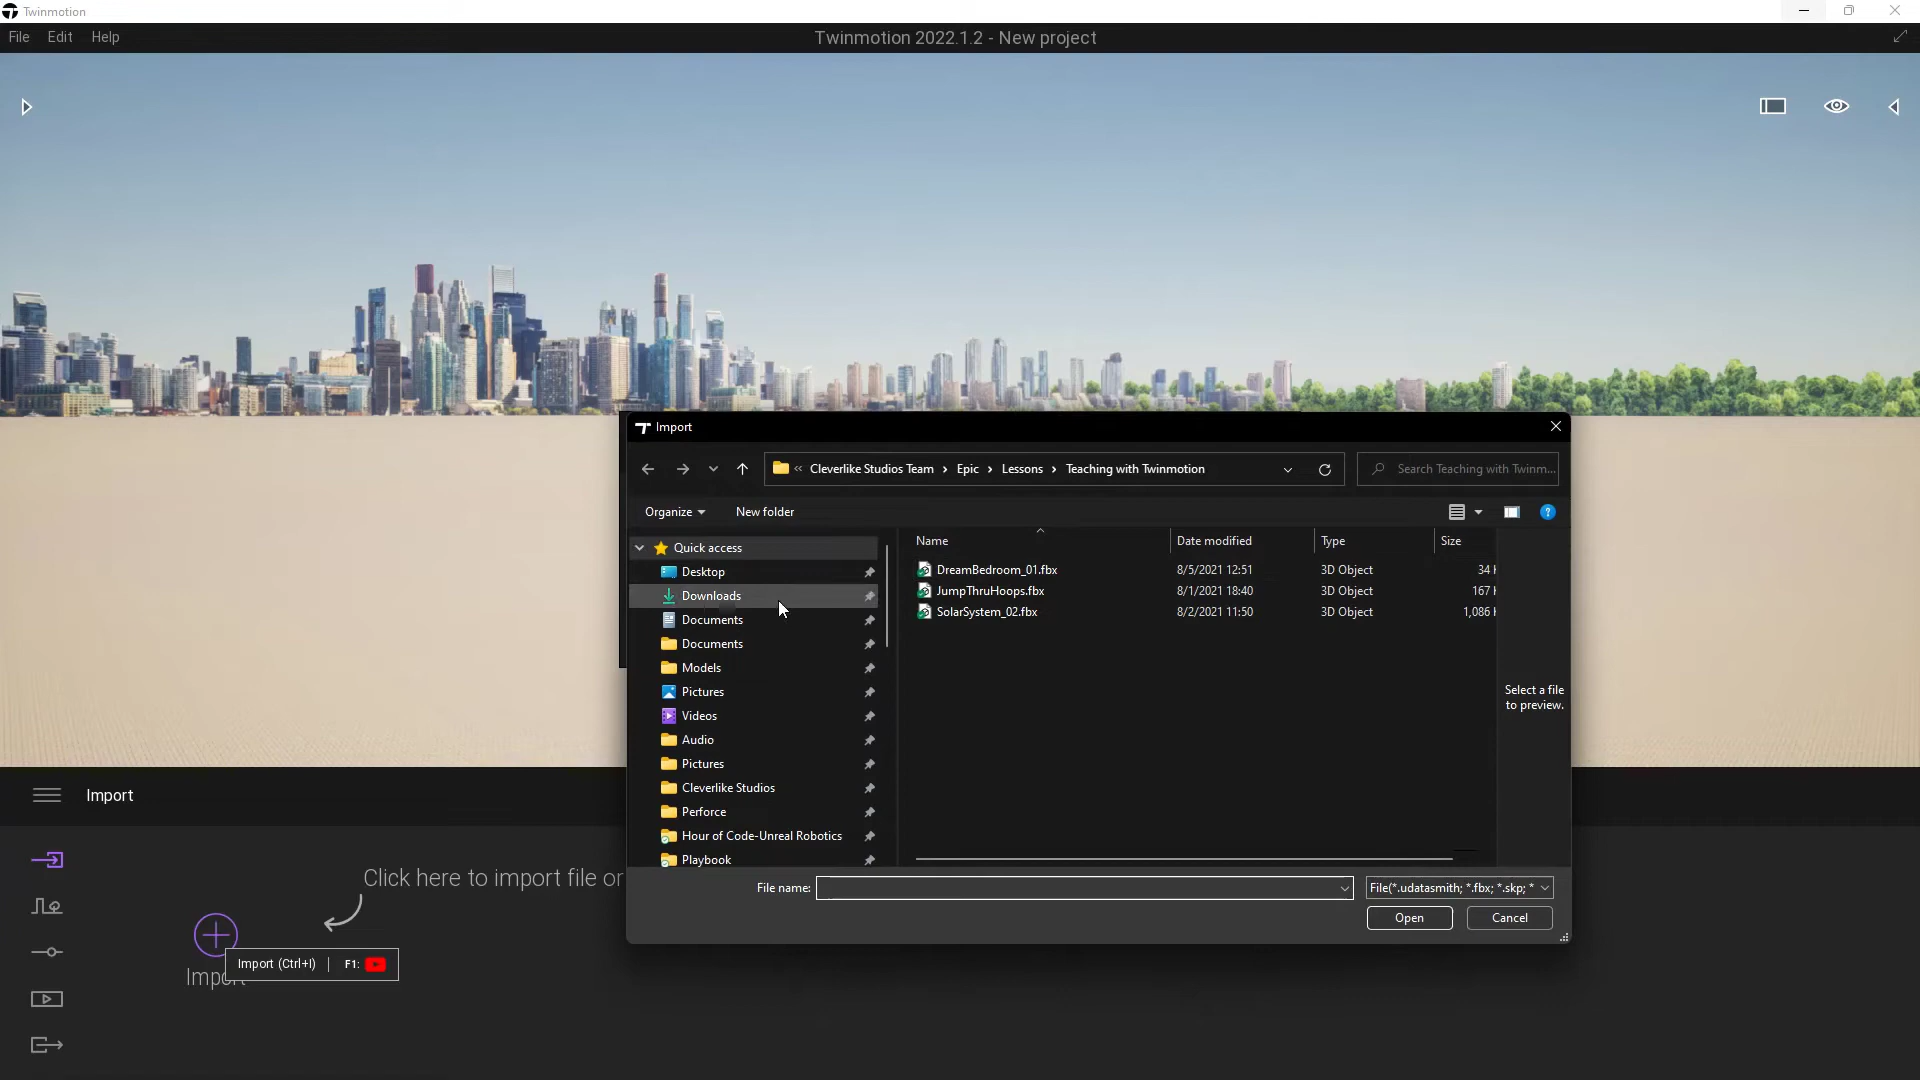 Twinmotion
File Edit Help
Twinmotion 2022.1.2 - New project
Import
Cleverlike Studios Team › Epic › Lessons › Teaching with Twinmotion
Search Teaching with Twinm...
Organize
New folder
Quick access
Desktop
Downloads
Documents
Documents
Models
Pictures
Videos
Audio
Pictures
Cleverlike Studios
Perforce
Hour of Code-Unreal Robotics
Playbook
Name Date modified Type Size
DreamBedroom_01.fbx 8/5/2021 12:51 3D Object 34
JumpThruHoops.fbx 8/1/2021 18:40 3D Object 167
SolarSystem_02.fbx 8/2/2021 11:50 3D Object 1,086
Select a file
to preview.
File name:
File(*.udatasmith; *.fbx; *.skp; *
Open
Cancel
Import
Click here to import file or
Import
Import (Ctrl+I) | F1: